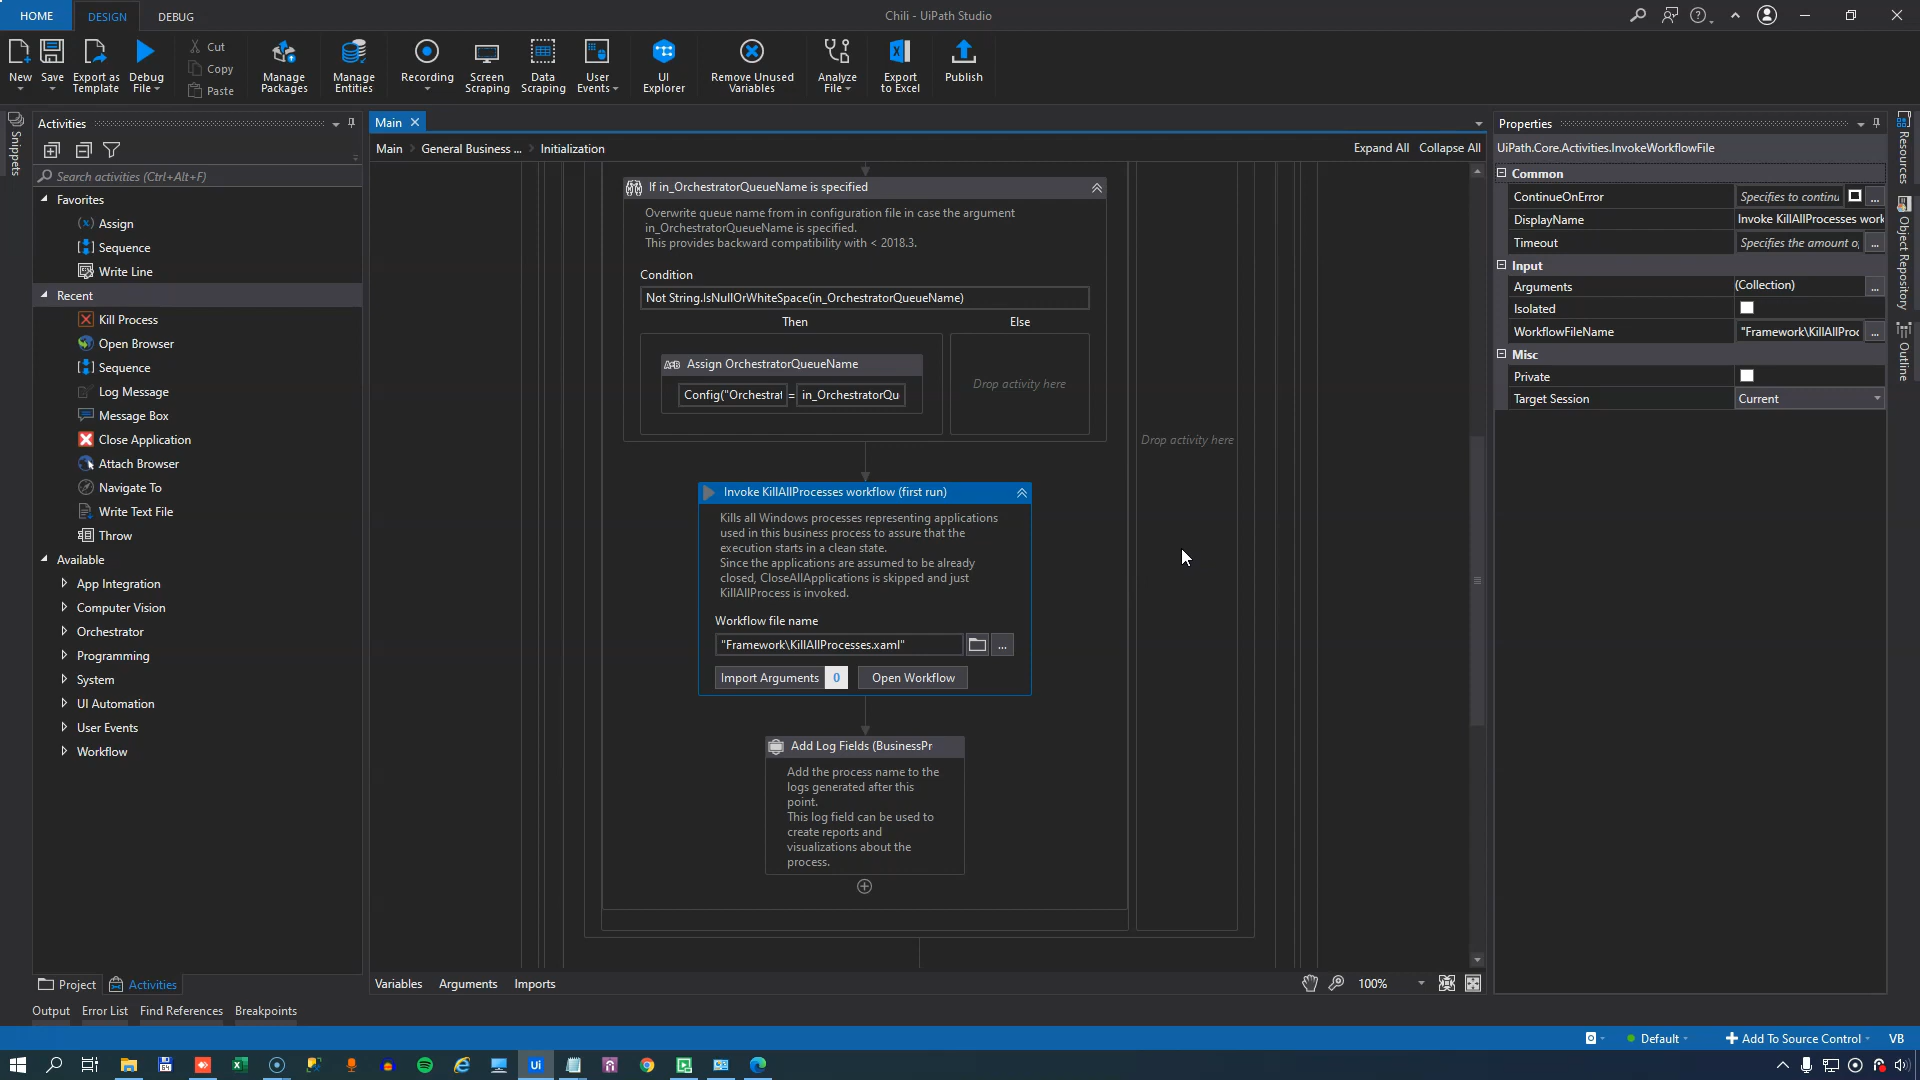 HOME
DESIGN
DEBUG
Chili - UiPath Studio
New
Save
Export as Template
Debug File
Cut
Copy
Paste
Manage Packages
Manage Entities
Recording
Screen Scraping
Data Scraping
User Events
UI Explorer
Remove Unused Variables
Analyze File
Export to Excel
Publish
Snippets
Activities
Search activities (Ctrl+Alt+F)
Favorites
Assign
Sequence
Write Line
Recent
Kill Process
Open Browser
Sequence
Log Message
Message Box
Close Application
Attach Browser
Navigate To
Write Text File
Throw
Available
App Integration
Computer Vision
Orchestrator
Programming
System
UI Automation
User Events
Workflow
Project
Activities
Main
Main
General Business ...
Initialization
Expand All
Collapse All
If in_OrchestratorQueueName is specified
Overwrite queue name from in configuration file in case the argument
in_OrchestratorQueueName is specified.
This provides backward compatibility with < 2018.3.
Condition
Not String.IsNullOrWhiteSpace(in_OrchestratorQueueName)
Then
Else
A+B Assign OrchestratorQueueName
Config("Orchestrat = in_OrchestratorQu
Drop activity here
Drop activity here
Invoke KillAllProcesses workflow (first run)
Kills all Windows processes representing applications
used in this business process to assure that the
execution starts in a clean state.
Since the applications are assumed to be already
closed, CloseAllApplications is skipped and just
KillAllProcess is invoked.
Workflow file name
"Framework\KillAllProcesses.xaml"
...
Import Arguments 0
Open Workflow
Add Log Fields (BusinessPr
Add the process name to the
logs generated after this
point.
This log field can be used to
create reports and
visualizations about the
process.
Variables
Arguments
Imports
100%
Properties
UiPath.Core.Activities.InvokeWorkflowFile
Common
ContinueOnError Specifies to continu ...
DisplayName Invoke KillAllProcesses work
Timeout Specifies the amount o ...
Input
Arguments (Collection) ...
Isolated
WorkflowFileName "Framework\KillAllProc ...
Misc
Private
Target Session Current
Resources
Object Repository
Outline
Output
Error List
Find References
Breakpoints
Default
Add To Source Control
VB
Ui